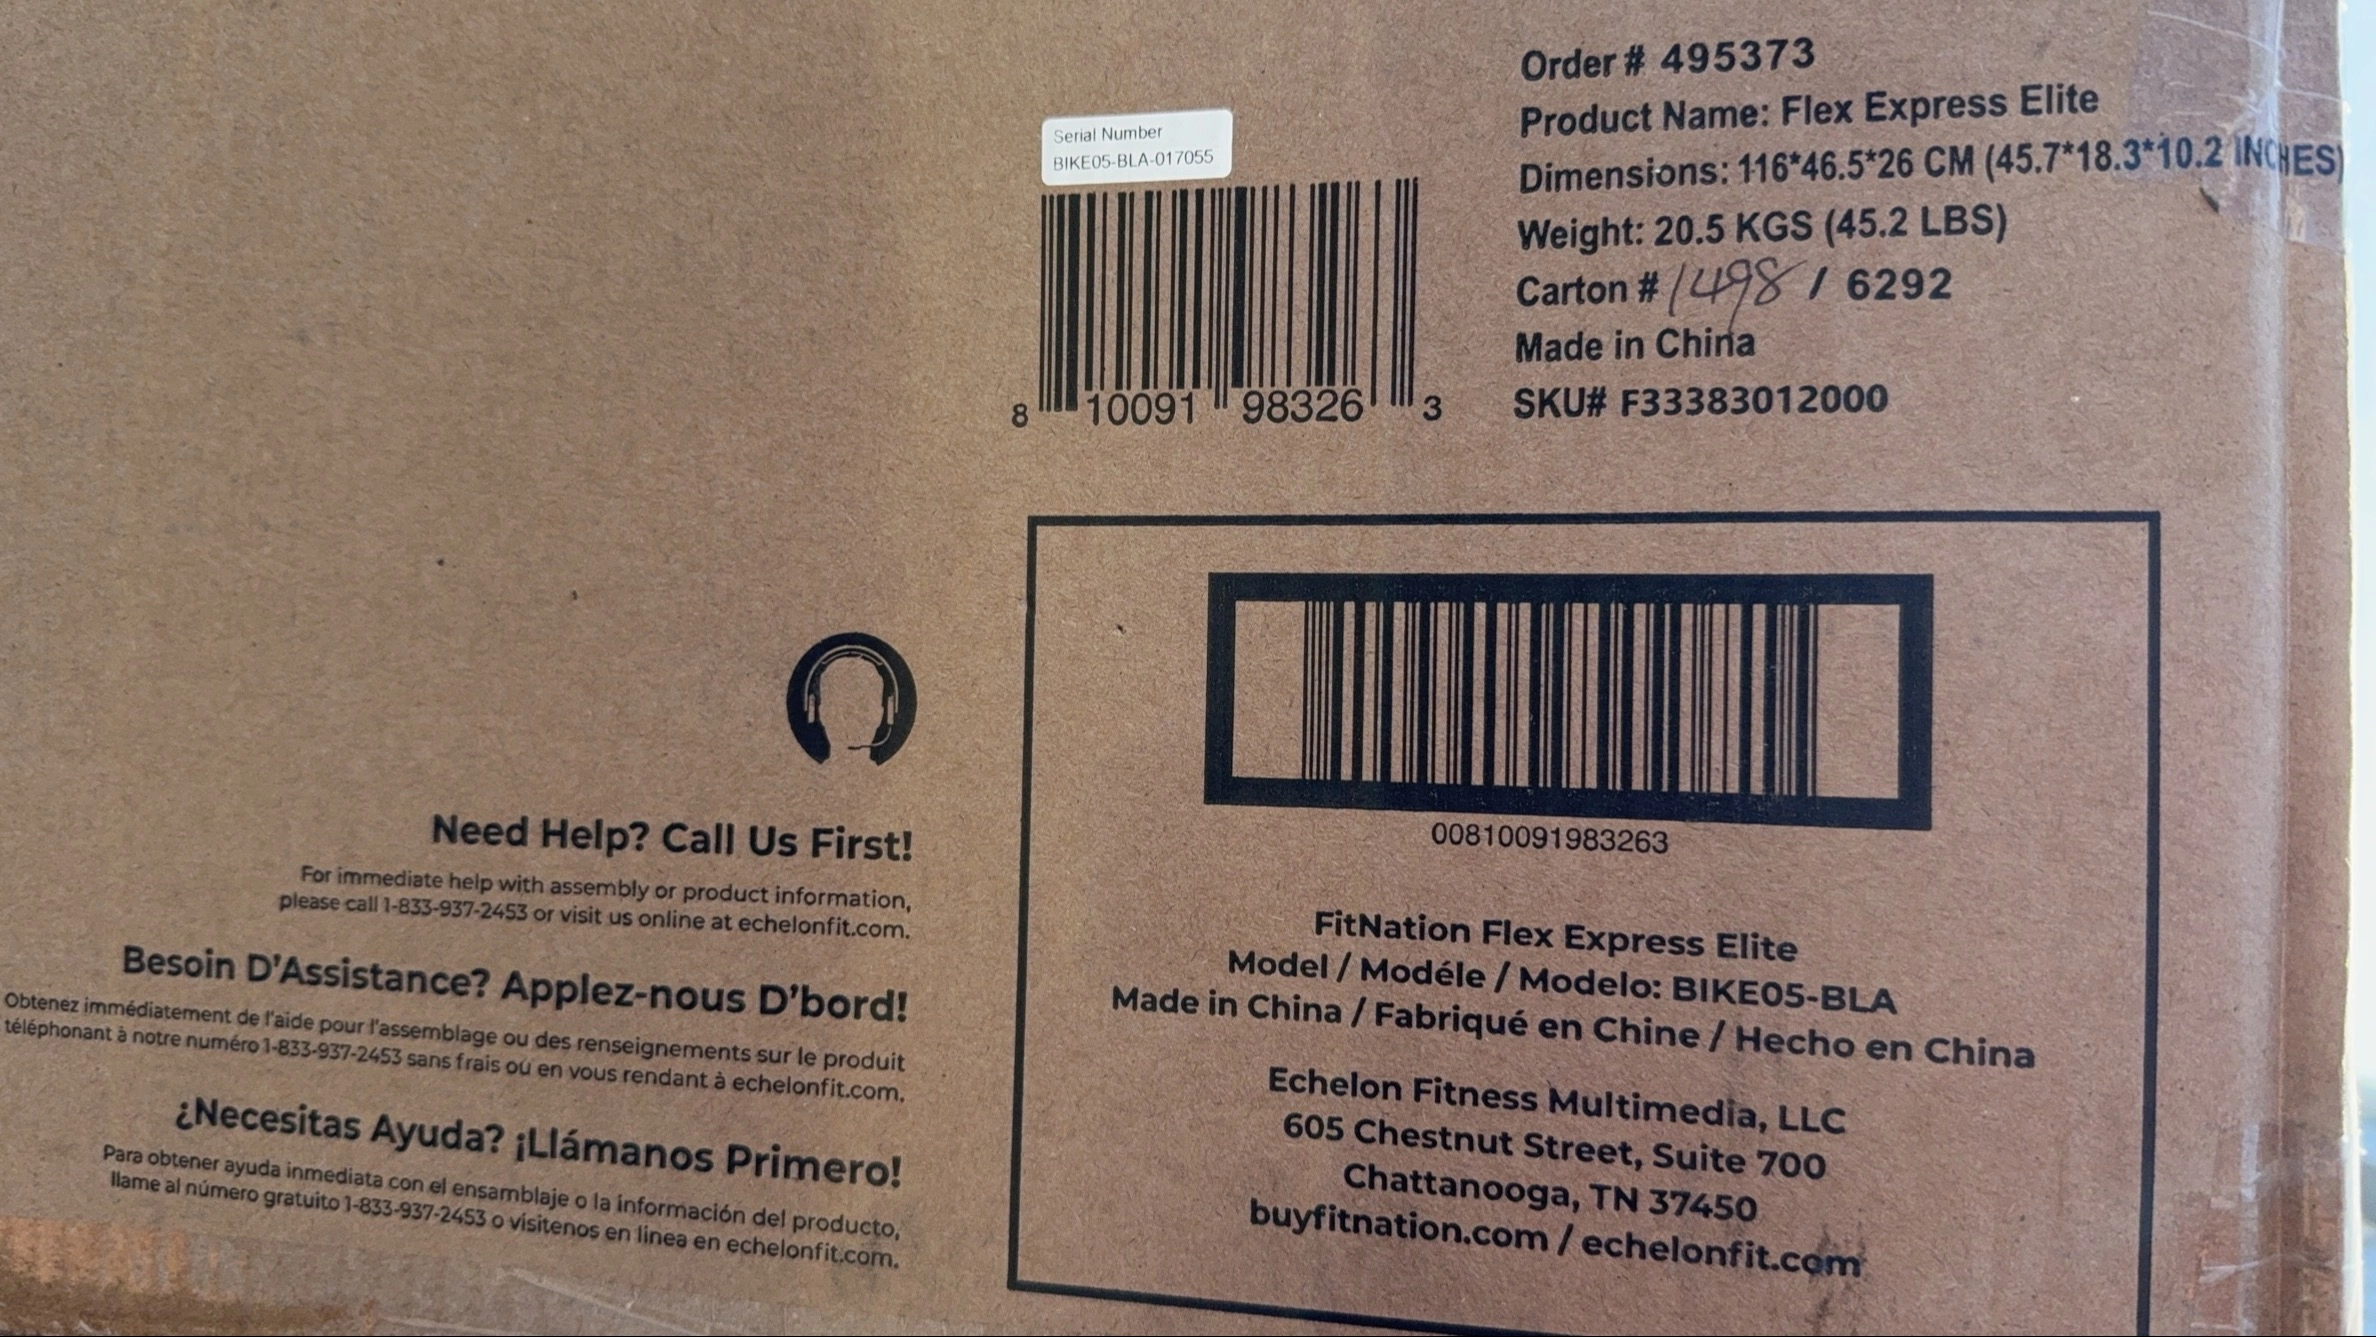 Order # 495373
Product Name: Flex Express Elite
Dimensions: 116*46.5*26 CM (45.7*18.3*10.2 INCHES)
Weight: 20.5 KGS (45.2 LBS)
Carton # 1498 / 6292
Made in China
SKU# F33383012000
Serial Number
BIKE05-BLA-017055
8 10091 98326 3
00810091983263
FitNation Flex Express Elite
Model / Modéle / Modelo: BIKE05-BLA
Made in China / Fabriqué en Chine / Hecho en China
Echelon Fitness Multimedia, LLC
605 Chestnut Street, Suite 700
Chattanooga, TN 37450
buyfitnation.com / echelonfit.com
Need Help? Call Us First!
For immediate help with assembly or product information,
please call 1-833-937-2453 or visit us online at echelonfit.com.
Besoin D'Assistance? Applez-nous D'bord!
Obtenez immédiatement de l'aide pour l'assemblage ou des renseignements sur le produit
téléphonant à notre numéro 1-833-937-2453 sans frais ou en vous rendant à echelonfit.com.
¿Necesitas Ayuda? ¡Llámanos Primero!
Para obtener ayuda inmediata con el ensamblaje o la información del producto,
llame al número gratuito 1-833-937-2453 o visitenos en linea en echelonfit.com.